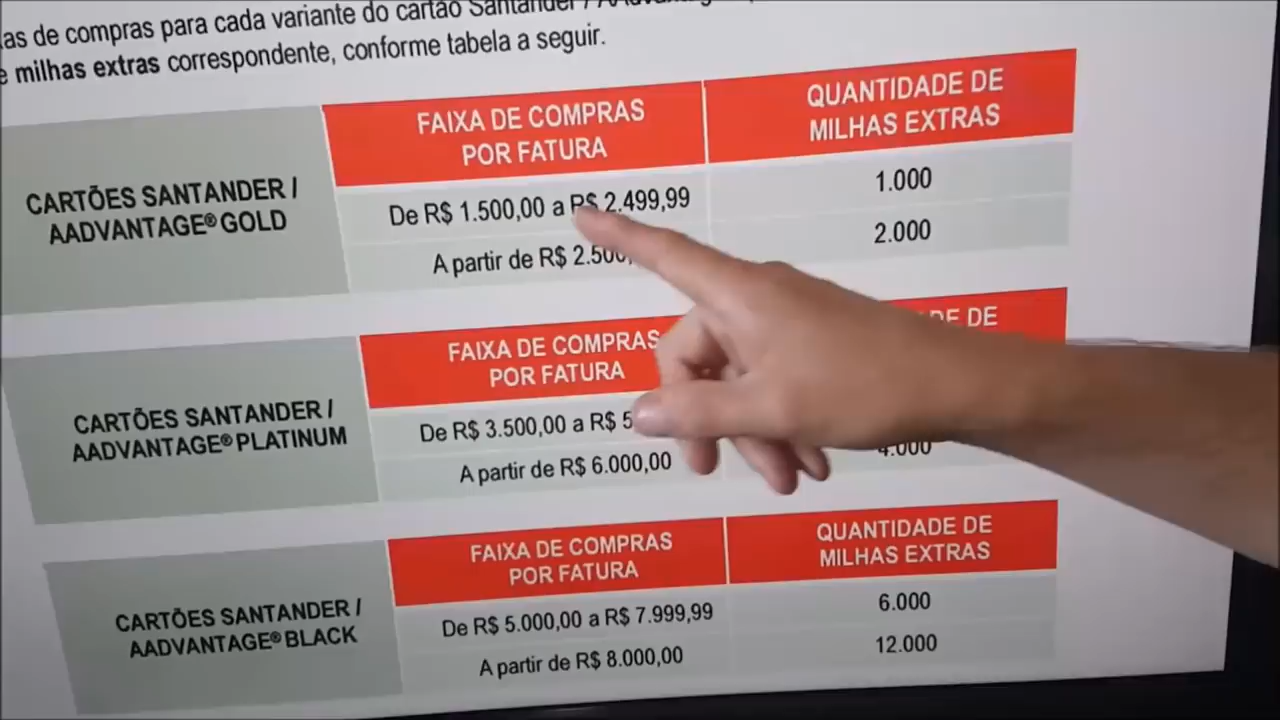 de compras para cada variante do cartão Santander /
milhas extras correspondente, conforme tabela a seguir.
CARTÕES SANTANDER /
AADVANTAGE® GOLD
FAIXA DE COMPRAS
POR FATURA
QUANTIDADE DE
MILHAS EXTRAS
De R$ 1.500,00 a R$ 2.499,99
1.000
A partir de R$
2.000
CARTÕES SANTANDER /
AADVANTAGE® PLATINUM
FAIXA DE COMPRAS
POR FATURA
DE
De R$ 3.500,00 a R$
A partir de R$ 6.000,00
4.000
CARTÕES SANTANDER /
AADVANTAGE® BLACK
FAIXA DE COMPRAS
POR FATURA
QUANTIDADE DE
MILHAS EXTRAS
De R$ 5.000,00 a R$ 7.999,99
6.000
A partir de R$ 8.000,00
12.000